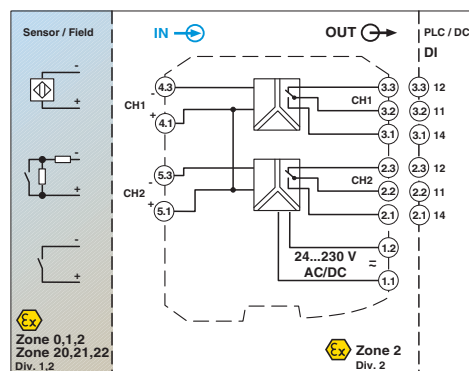 Sensor / Field
IN
OUT
PLC / DC
DI
-
+
-
+
-
+
4.3
-
CH1
+
4.1
5.3
-
CH2
+
5.1
3.3
CH1
3.2
3.1
2.3
CH2
2.2
2.1
1.2
24...230 V
AC/DC
=
1.1
3.3 12
3.2 11
3.1 14
2.3 12
2.2 11
2.1 14
Ex
Zone 0,1,2
Zone 20,21,22
Div. 1,2
Ex
Zone 2
Div. 2